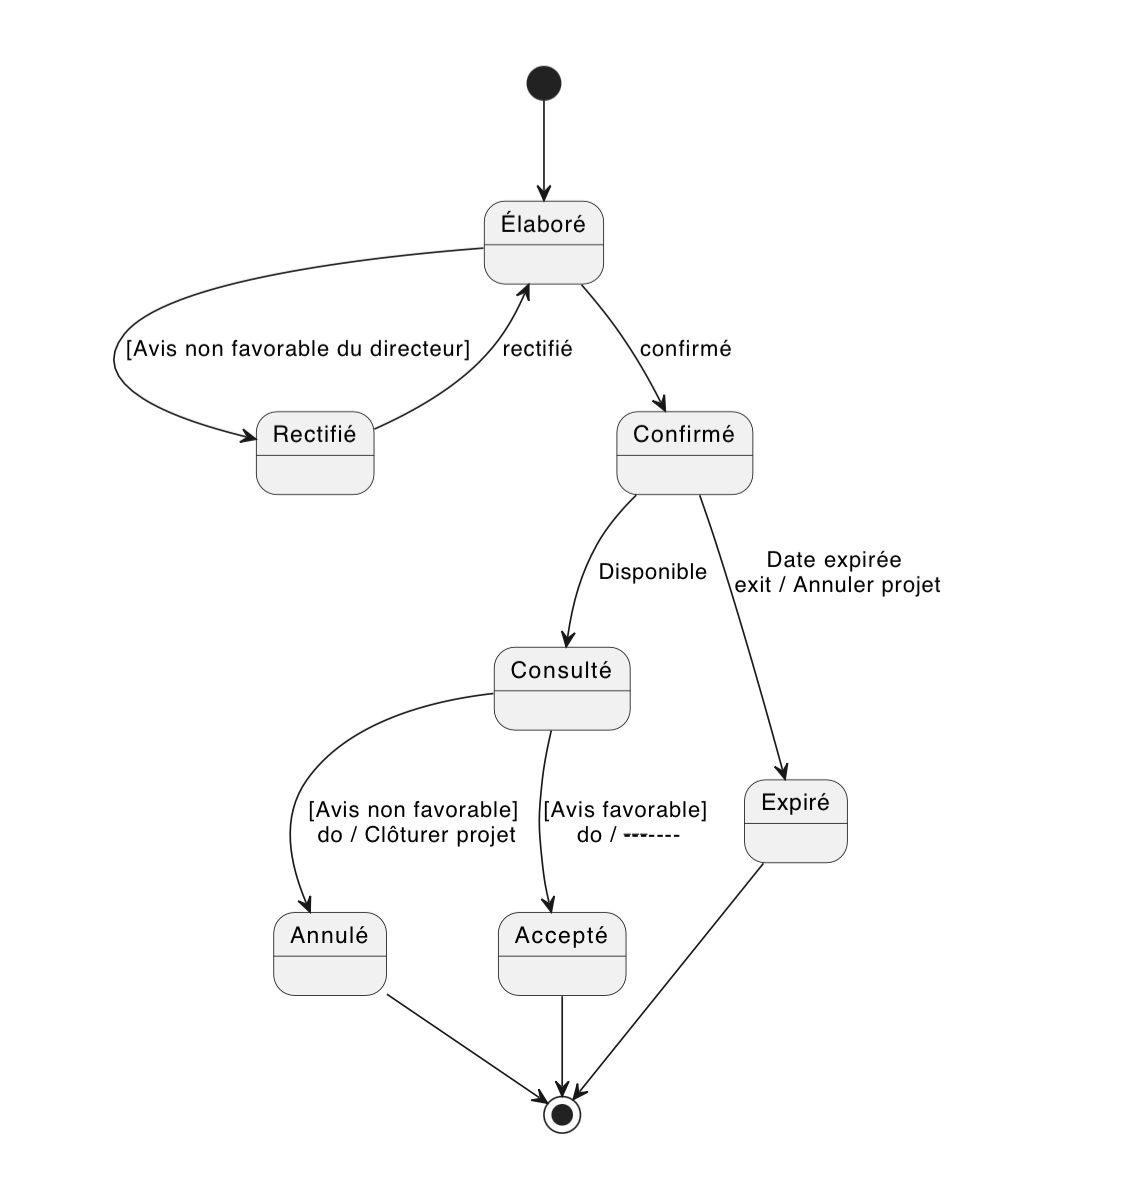 Élaboré
[Avis non favorable du directeur]
rectifié
confirmé
Rectifié
Confirmé
Disponible
Date expirée
exit / Annuler projet
Consulté
[Avis non favorable]
do / Clôturer projet
[Avis favorable]
do / -------
Expiré
Annulé
Accepté